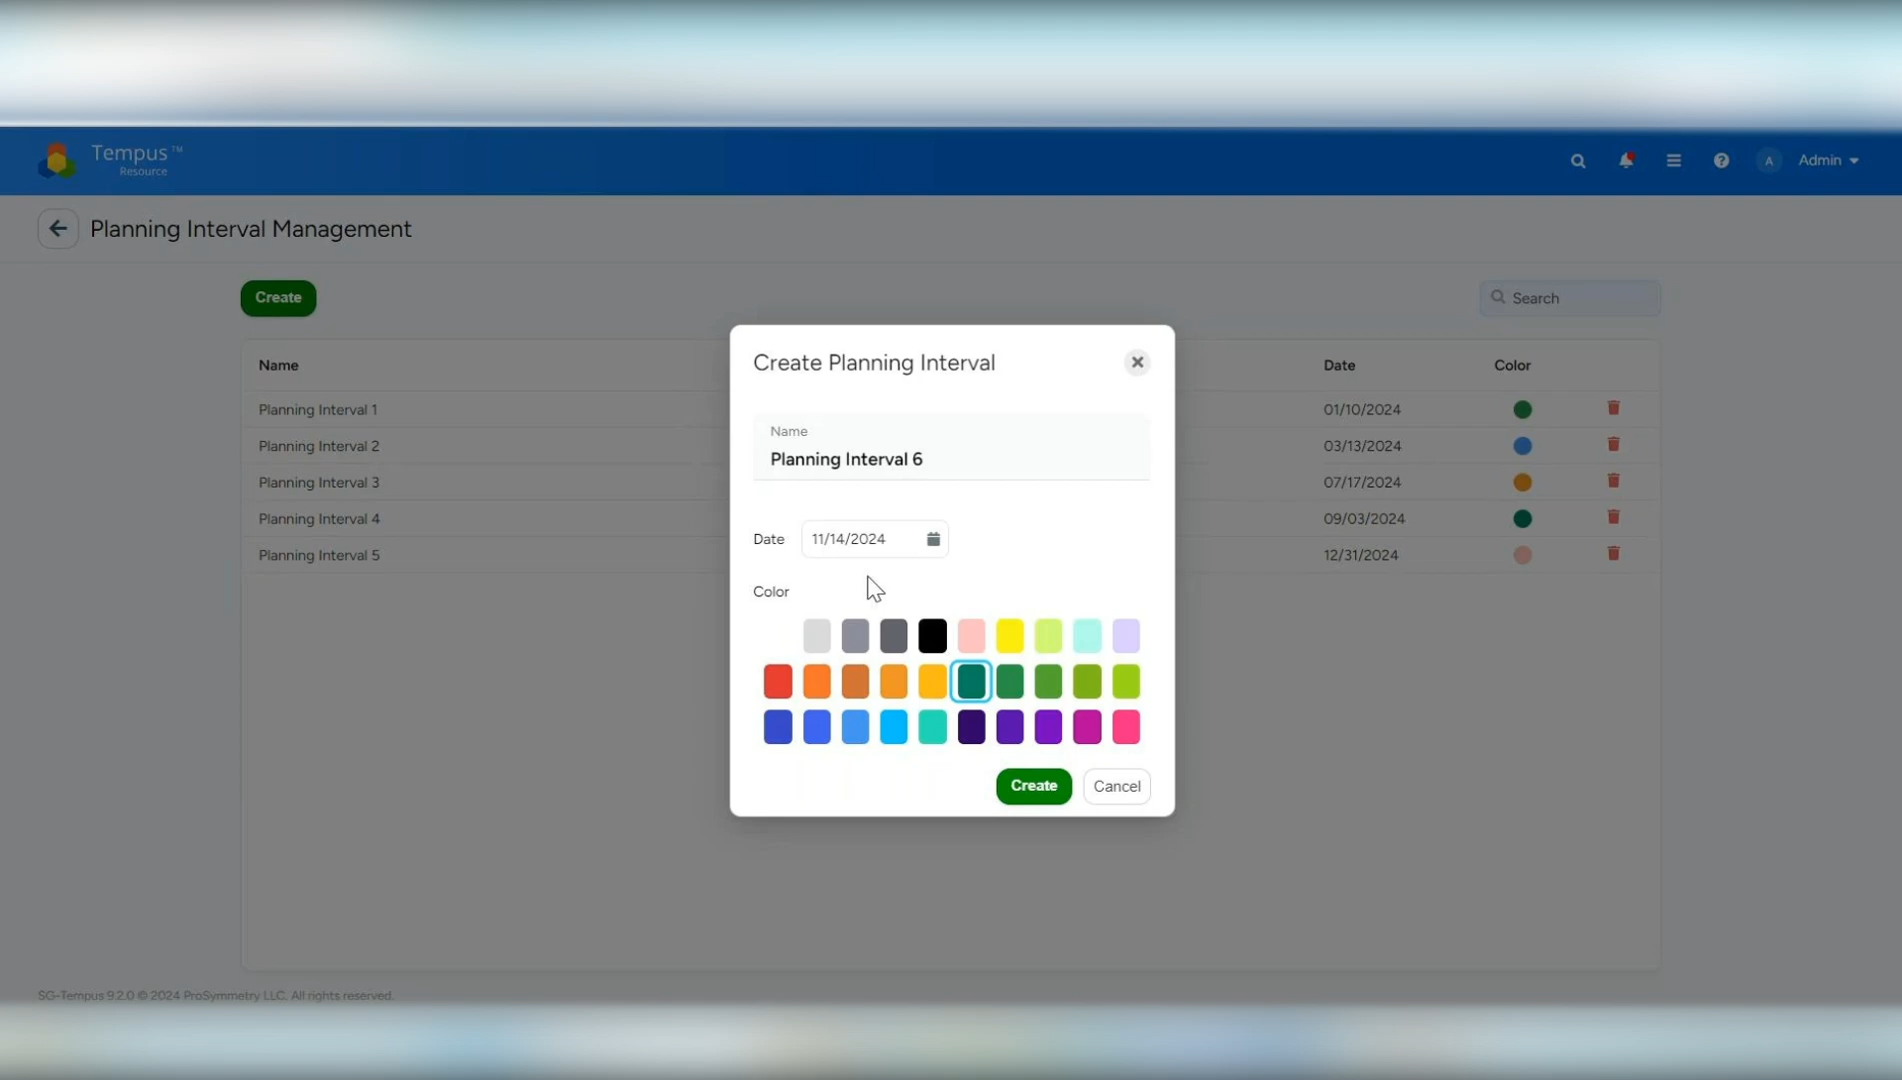 Tempus™
Resource
A
Admin
Planning Interval Management
Create
Search
Name
Date
Color
Planning Interval 1
01/10/2024
Planning Interval 2
03/13/2024
Planning Interval 3
07/17/2024
Planning Interval 4
09/03/2024
Planning Interval 5
12/31/2024
Create Planning Interval
Name
Planning Interval 6
Date
11/14/2024
Color
Create
Cancel
SG-Tempus 9.2.0 © 2024 ProSymmetry LLC. All rights reserved.